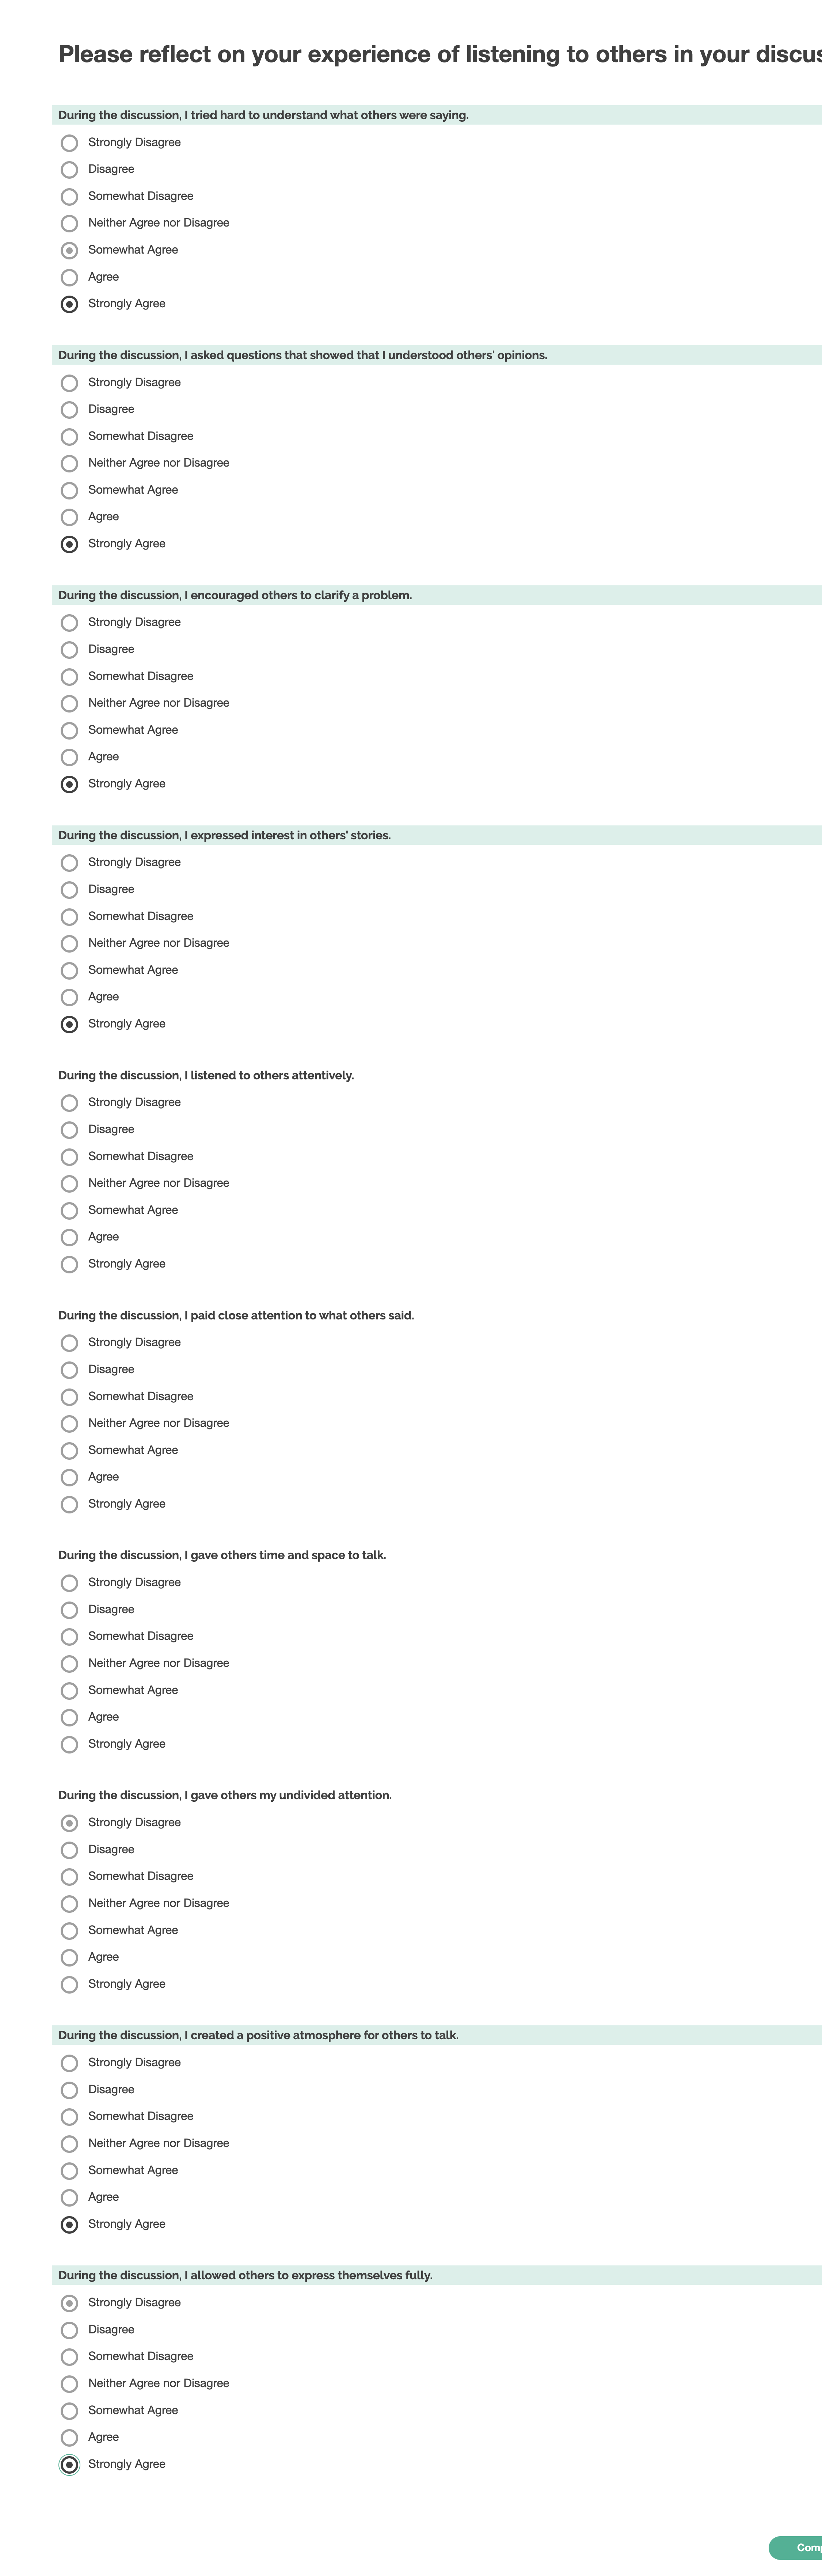 Please reflect on your experience of listening to others in your
During the discussion, I tried hard to understand what others were saying.
Strongly Disagree
Disagree
Somewhat Disagree
Neither Agree nor Disagree
Somewhat Agree
Agree
Strongly Agree
During the discussion, I asked questions that showed that I understood others' opinions.
Strongly Disagree
Disagree
Somewhat Disagree
Neither Agree nor Disagree
Somewhat Agree
Agree
Strongly Agree
During the discussion, I encouraged others to clarify a problem.
Strongly Disagree
Disagree
Somewhat Disagree
Neither Agree nor Disagree
Somewhat Agree
Agree
Strongly Agree
During the discussion, I expressed interest in others' stories.
Strongly Disagree
Disagree
Somewhat Disagree
Neither Agree nor Disagree
Somewhat Agree
Agree
Strongly Agree
During the discussion, I listened to others attentively.
Strongly Disagree
Disagree
Somewhat Disagree
Neither Agree nor Disagree
Somewhat Agree
Agree
Strongly Agree
During the discussion, I paid close attention to what others said.
Strongly Disagree
Disagree
Somewhat Disagree
Neither Agree nor Disagree
Somewhat Agree
Agree
Strongly Agree
During the discussion, I gave others time and space to talk.
Strongly Disagree
Disagree
Somewhat Disagree
Neither Agree nor Disagree
Somewhat Agree
Agree
Strongly Agree
During the discussion, I gave others my undivided attention.
Strongly Disagree
Disagree
Somewhat Disagree
Neither Agree nor Disagree
Somewhat Agree
Agree
Strongly Agree
During the discussion, I created a positive atmosphere for others to talk.
Strongly Disagree
Disagree
Somewhat Disagree
Neither Agree nor Disagree
Somewhat Agree
Agree
Strongly Agree
During the discussion, I allowed others to express themselves fully.
Strongly Disagree
Disagree
Somewhat Disagree
Neither Agree nor Disagree
Somewhat Agree
Agree
Strongly Agree